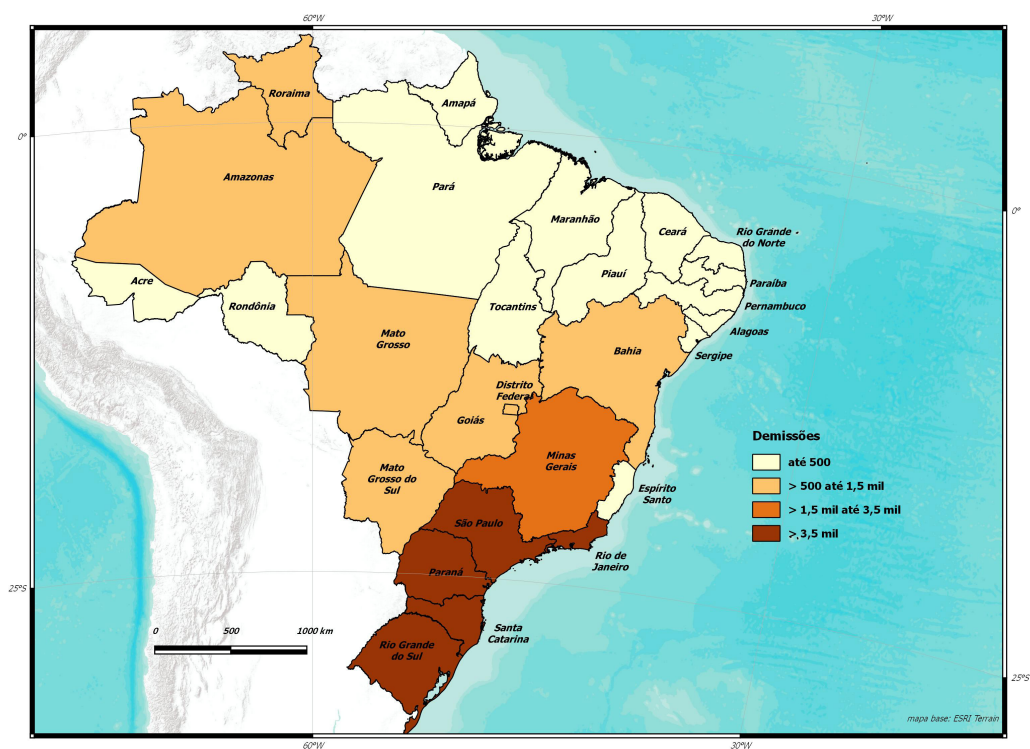 60°W
30°W
Roraima
Amapá
0°
Amazonas
Pará
0°
Maranhão
Ceará
Rio Grande
do Norte
Acre
Rondônia
Piauí
Paraíba
Tocantins
Pernambuco
Mato
Grosso
Alagoas
Bahia
Sergipe
Distrito
Federal
Goiás
Demissões
até 500
> 500 até 1,5 mil
> 1,5 mil até 3,5 mil
> 3,5 mil
Minas
Gerais
Mato
Grosso do
Sul
Espírito
Santo
São Paulo
Rio de
Janeiro
Paraná
25°S
0 500 1000 km
Santa
Catarina
Rio Grande
do Sul
25°S
mapa base: ESRI Terrain
60°W
30°W